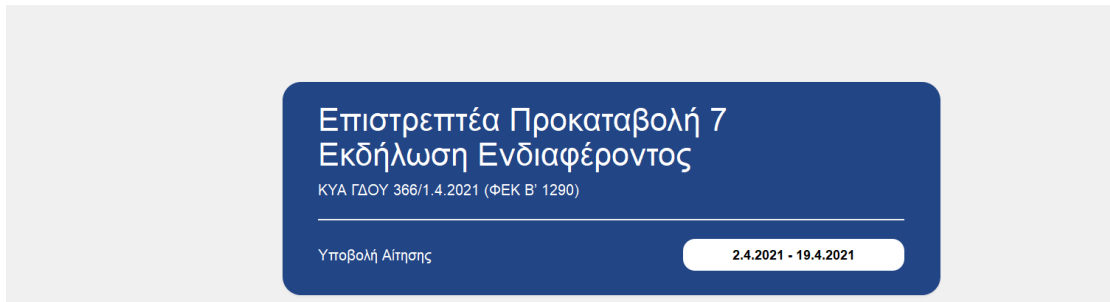 Επιστρεπτέα Προκαταβολή 7
Εκδήλωση Ενδιαφέροντος
ΚΥΑ ΓΔΟΥ 366/1.4.2021 (ΦΕΚ Β’ 1290)
Υποβολή Αίτησης
2.4.2021 - 19.4.2021